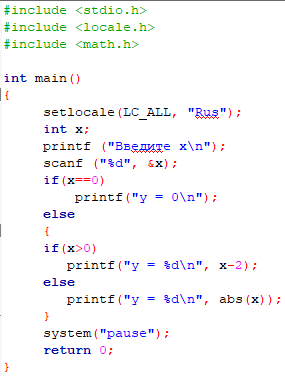 #include <stdio.h>
#include <locale.h>
#include <math.h>

int main()
{
     setlocale(LC_ALL, "Rus");
     int x;
     printf ("Введите x\n");
     scanf ("%d", &x);
     if(x==0)
         printf("y = 0\n");
     else
     {
     if(x>0)
        printf("y = %d\n", x-2);
     else
        printf("y = %d\n", abs(x));
     }
     system("pause");
     return 0;
}